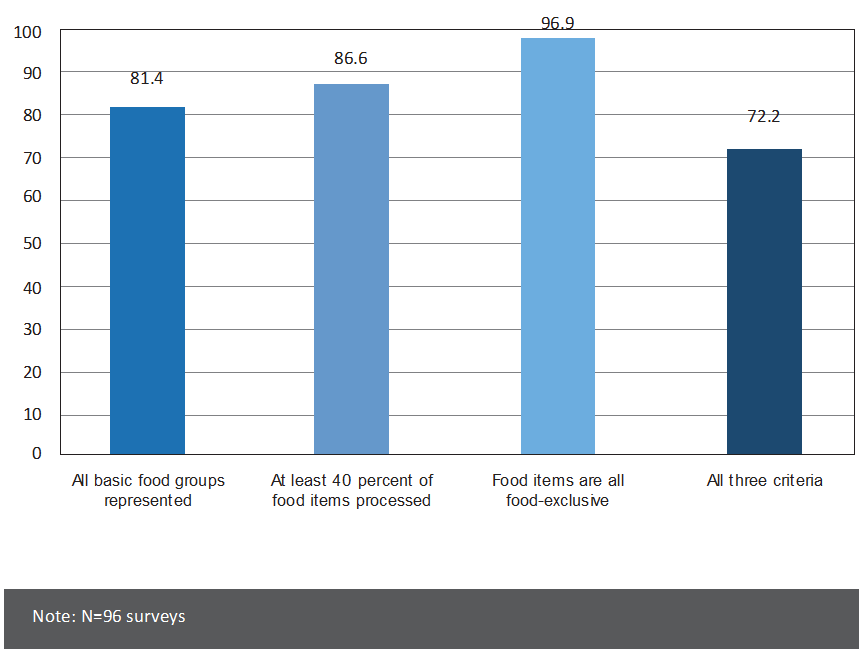 100
90
80
70
60
50
40
30
20
10
0
81.4
86.6
96.9
72.2
All basic food groups
represented
At least 40 percent of
food items processed
Food items are all
food-exclusive
All three criteria
Note: N=96 surveys